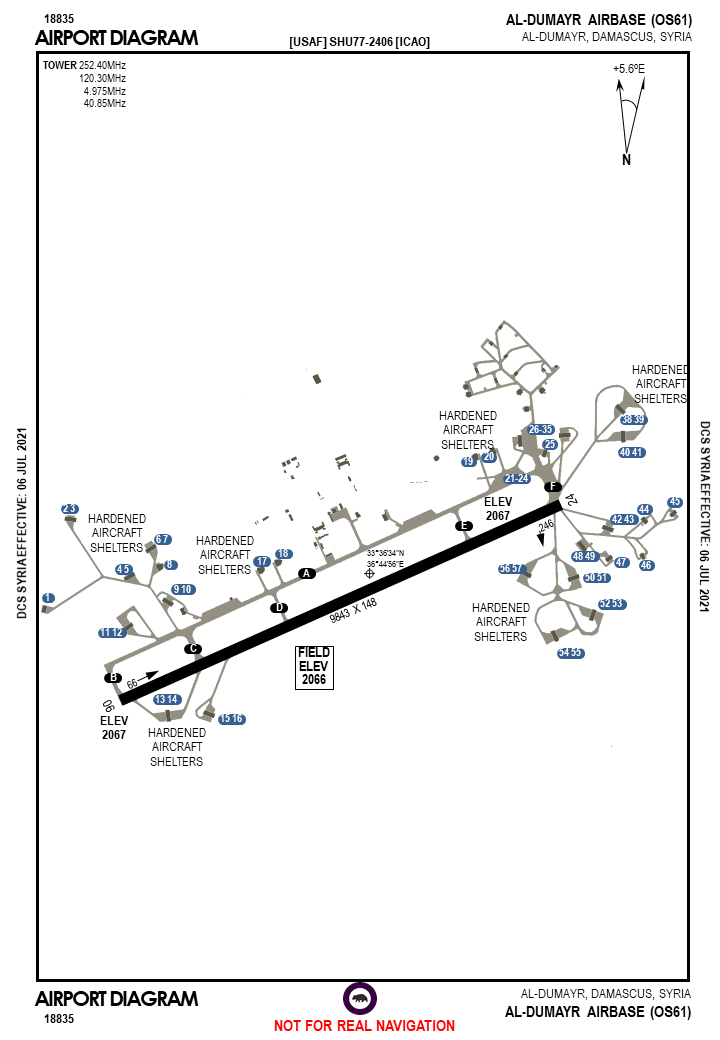 18835
AIRPORT DIAGRAM
[USAF] SHU77-2406 [ICAO]
AL-DUMAYR AIRBASE (OS61)
AL-DUMAYR, DAMASCUS, SYRIA
TOWER 252.40MHz
120.30MHz
4.975MHz
40.85MHz
+5.6ºE
N
DCS SYRIA EFFECTIVE: 06 JUL 2021
DCS SYRIA EFFECTIVE: 06 JUL 2021
HARDENED
AIRCRAFT
SHELTERS
38 39
40 41
HARDENED
AIRCRAFT
SHELTERS
26-35
25
19
20
21-24
F
24
ELEV
2067
246
E
42 43
44
45
46
47
48 49
50 51
56 57
52 53
54 55
HARDENED
AIRCRAFT
SHELTERS
2 3
HARDENED
AIRCRAFT
SHELTERS
6 7
8
4 5
9 10
1
11 12
HARDENED
AIRCRAFT
SHELTERS
17
18
A
33°36'34"N
36°44'56"E
D
9843 X 148
C
B
66
06
ELEV
2067
FIELD
ELEV
2066
13 14
15 16
HARDENED
AIRCRAFT
SHELTERS
AIRPORT DIAGRAM
18835
NOT FOR REAL NAVIGATION
AL-DUMAYR, DAMASCUS, SYRIA
AL-DUMAYR AIRBASE (OS61)